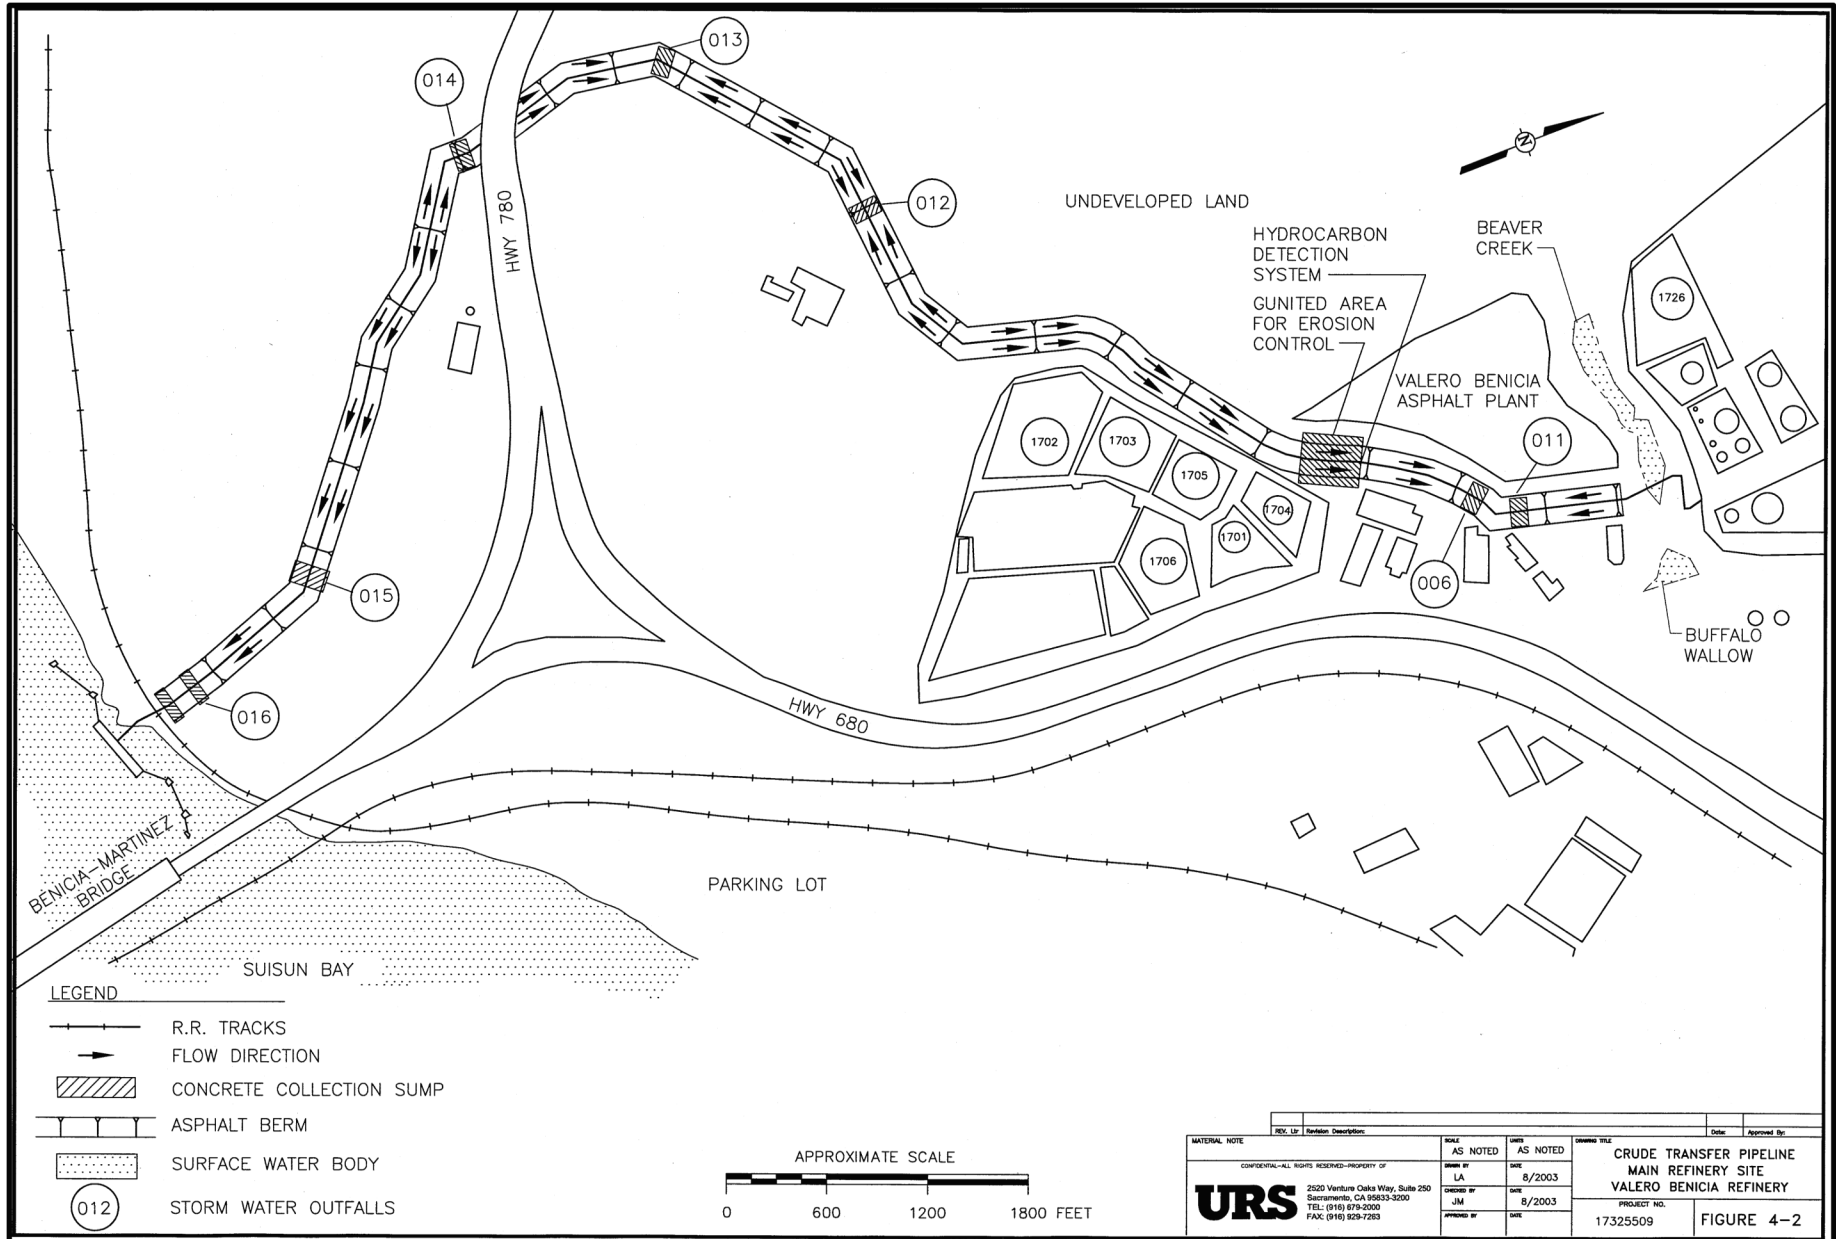 013
014
HWY 780
012
UNDEVELOPED LAND
N
HYDROCARBON
DETECTION
SYSTEM
GUNITED AREA
FOR EROSION
CONTROL
BEAVER
CREEK
1726
VALERO BENICIA
ASPHALT PLANT
011
1702
1703
1705
1704
1701
1706
006
BUFFALO
WALLOW
015
016
HWY 680
BENICIA-MARTINEZ
BRIDGE
PARKING LOT
SUISUN BAY
LEGEND
R.R. TRACKS
FLOW DIRECTION
CONCRETE COLLECTION SUMP
ASPHALT BERM
SURFACE WATER BODY
012 STORM WATER OUTFALLS
APPROXIMATE SCALE
0 600 1200 1800 FEET
REV. Ltr Revision Description: Date: Approved By:
MATERIAL NOTE
CONFIDENTIAL-ALL RIGHTS RESERVED-PROPERTY OF
URS
2520 Venture Oaks Way, Suite 250
Sacramento, CA 95833-3200
TEL: (916) 679-2000
FAX: (916) 929-7263
SCALE
AS NOTED
UNITS
AS NOTED
DRAWN BY
LA
DATE
8/2003
CHECKED BY
JM
DATE
8/2003
APPROVED BY
DATE
DRAWING TITLE
CRUDE TRANSFER PIPELINE
MAIN REFINERY SITE
VALERO BENICIA REFINERY
PROJECT NO.
17325509
FIGURE 4-2